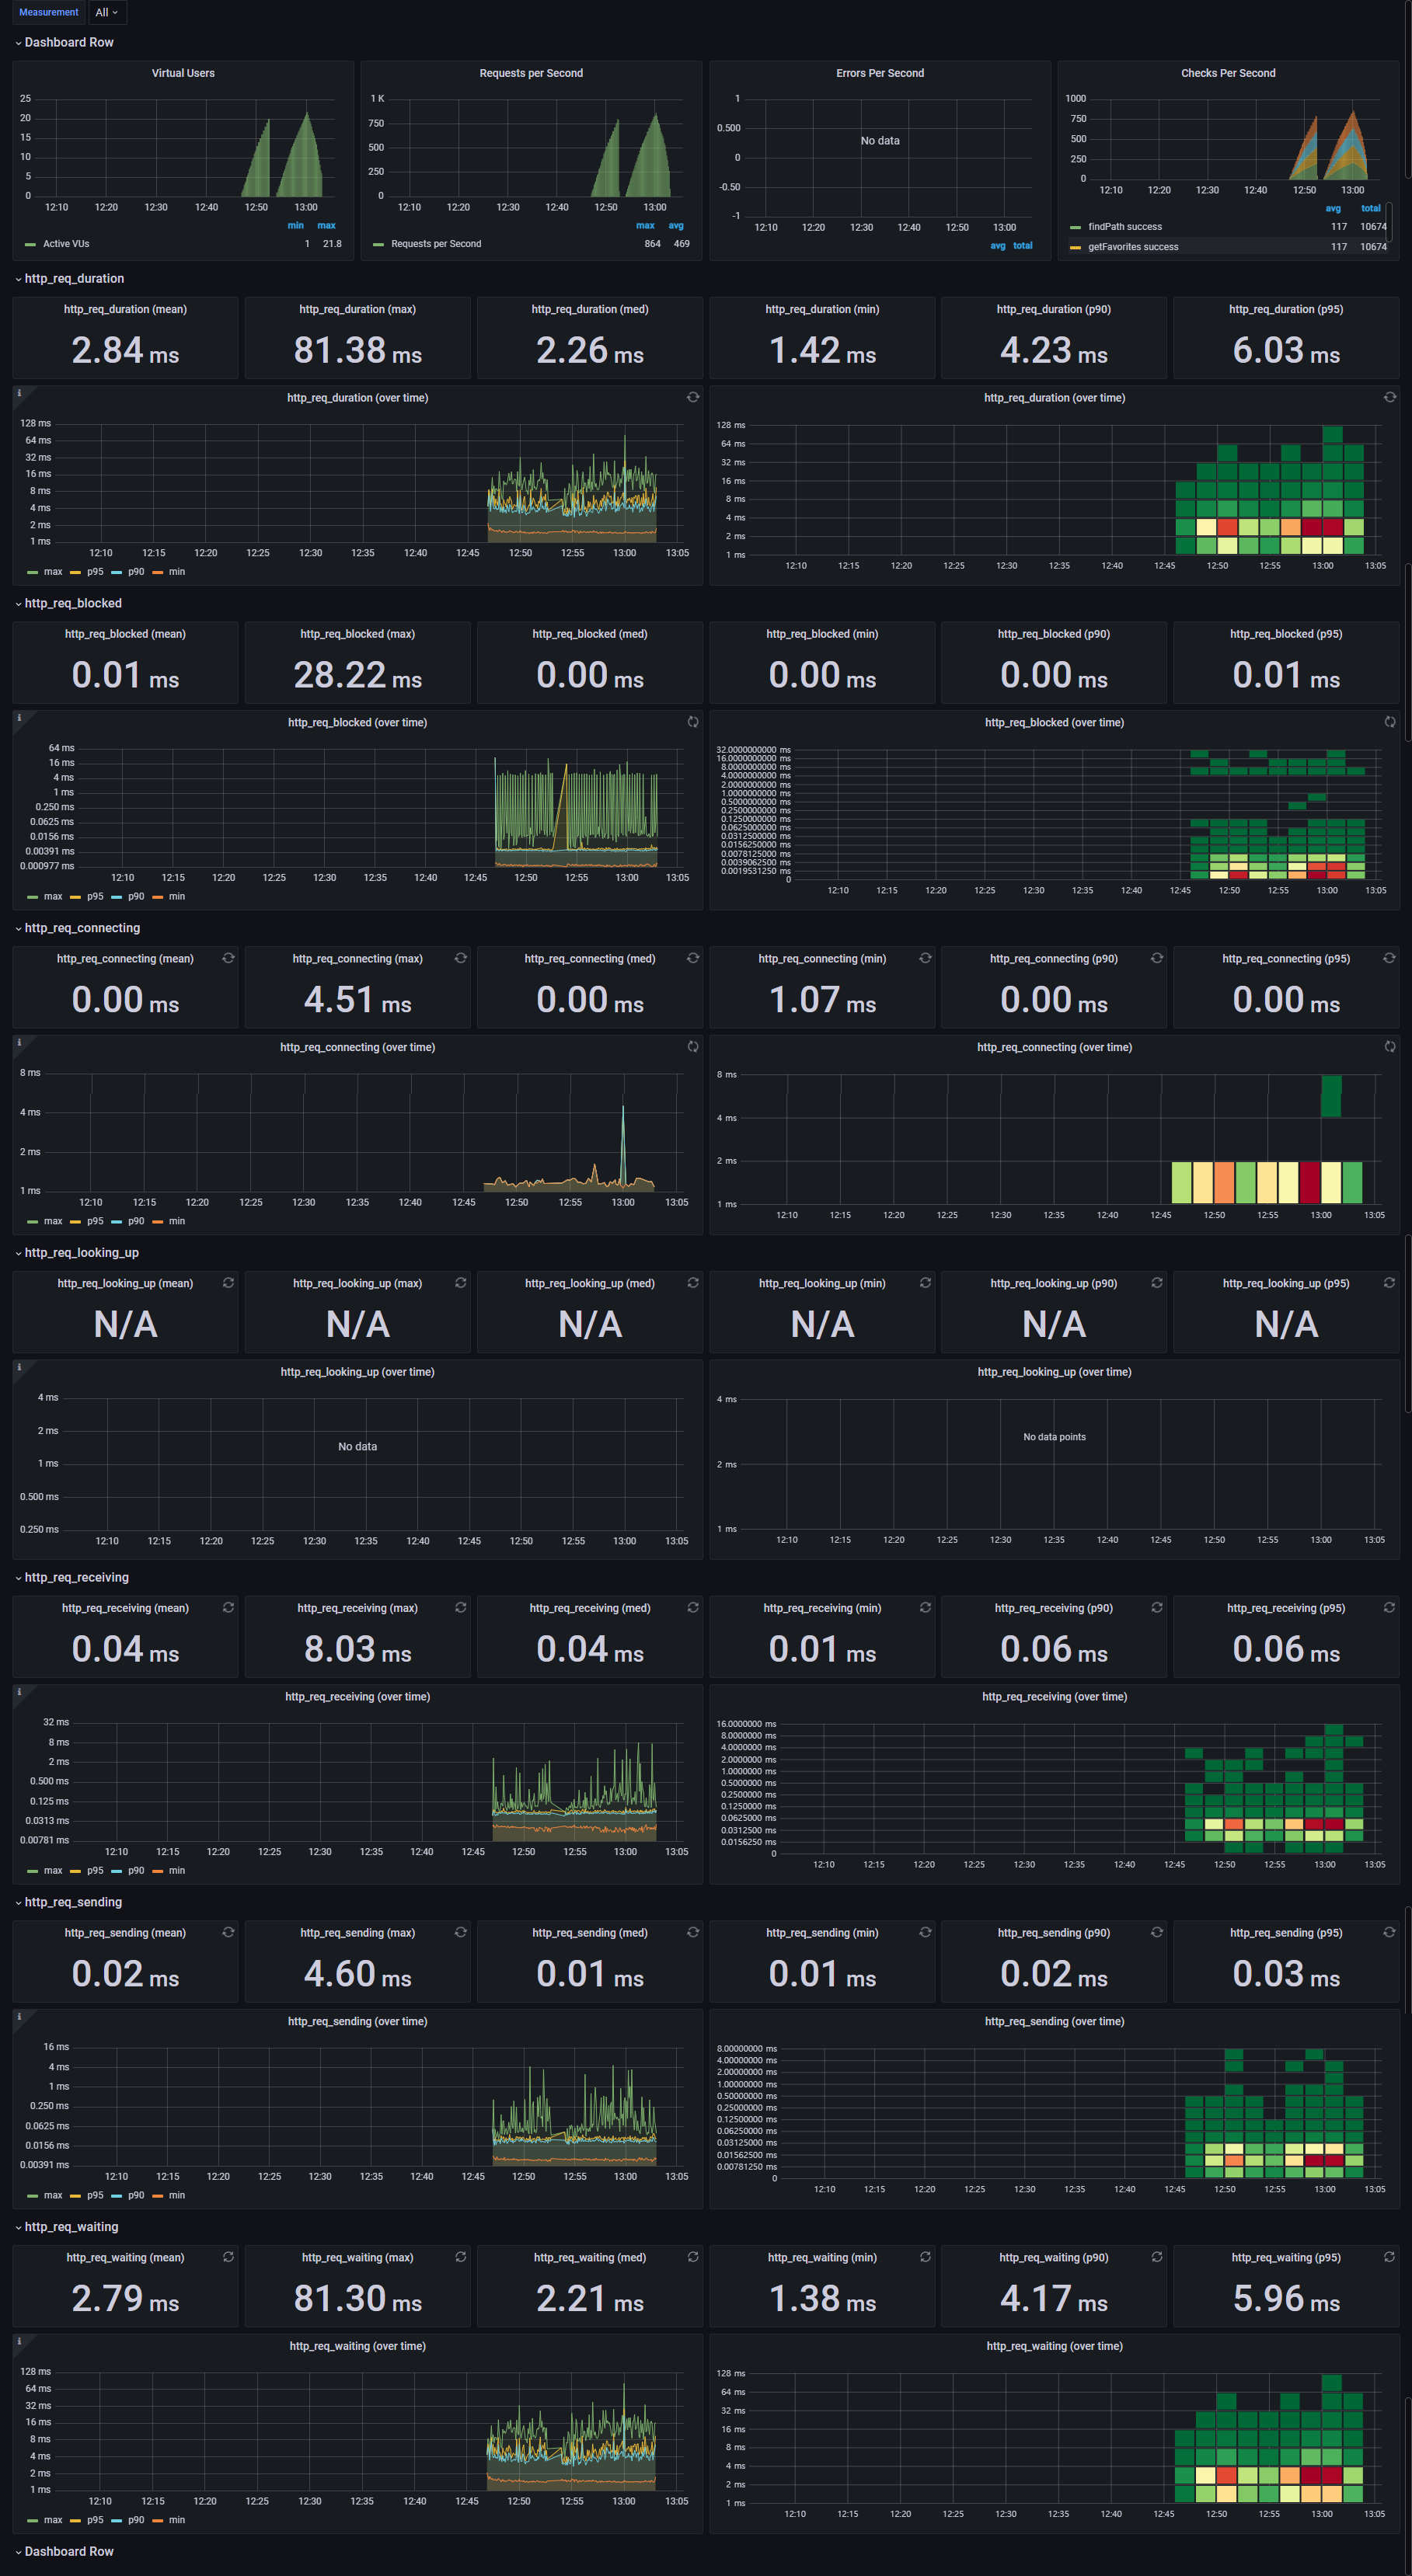 Measurement All
Dashboard Row
Virtual Users
25
20
15
10
5
0
12:10 12:20 12:30 12:40 12:50 13:00
min max
Active VUs 1 21.8
Requests per Second
1 K
750
500
250
0
12:10 12:20 12:30 12:40 12:50 13:00
max avg
Requests per Second 864 469
Errors Per Second
1
0.500
0
-0.50
-1
No data
12:10 12:20 12:30 12:40 12:50 13:00
avg total
Checks Per Second
1000
750
500
250
0
12:10 12:20 12:30 12:40 12:50 13:00
avg total
findPath success 117 10674
getFavorites success 117 10674
http_req_duration
http_req_duration (mean)
2.84 ms
http_req_duration (max)
81.38 ms
http_req_duration (med)
2.26 ms
http_req_duration (min)
1.42 ms
http_req_duration (p90)
4.23 ms
http_req_duration (p95)
6.03 ms
http_req_duration (over time)
128 ms
64 ms
32 ms
16 ms
8 ms
4 ms
2 ms
1 ms
12:10 12:15 12:20 12:25 12:30 12:35 12:40 12:45 12:50 12:55 13:00 13:05
max p95 p90 min
http_req_duration (over time)
128 ms
64 ms
32 ms
16 ms
8 ms
4 ms
2 ms
1 ms
12:10 12:15 12:20 12:25 12:30 12:35 12:40 12:45 12:50 12:55 13:00 13:05
http_req_blocked
http_req_blocked (mean)
0.01 ms
http_req_blocked (max)
28.22 ms
http_req_blocked (med)
0.00 ms
http_req_blocked (min)
0.00 ms
http_req_blocked (p90)
0.00 ms
http_req_blocked (p95)
0.01 ms
http_req_blocked (over time)
64 ms
16 ms
4 ms
1 ms
0.250 ms
0.0625 ms
0.0156 ms
0.00391 ms
0.000977 ms
12:10 12:15 12:20 12:25 12:30 12:35 12:40 12:45 12:50 12:55 13:00 13:05
max p95 p90 min
http_req_blocked (over time)
32.0000000000 ms
16.0000000000 ms
8.0000000000 ms
4.0000000000 ms
2.0000000000 ms
1.0000000000 ms
0.5000000000 ms
0.2500000000 ms
0.1250000000 ms
0.0625000000 ms
0.0312500000 ms
0.0156250000 ms
0.0078125000 ms
0.0039062500 ms
0.0019531250 ms
0
12:10 12:15 12:20 12:25 12:30 12:35 12:40 12:45 12:50 12:55 13:00 13:05
http_req_connecting
http_req_connecting (mean)
0.00 ms
http_req_connecting (max)
4.51 ms
http_req_connecting (med)
0.00 ms
http_req_connecting (min)
1.07 ms
http_req_connecting (p90)
0.00 ms
http_req_connecting (p95)
0.00 ms
http_req_connecting (over time)
8 ms
4 ms
2 ms
1 ms
12:10 12:15 12:20 12:25 12:30 12:35 12:40 12:45 12:50 12:55 13:00 13:05
max p95 p90 min
http_req_connecting (over time)
8 ms
4 ms
2 ms
1 ms
12:10 12:15 12:20 12:25 12:30 12:35 12:40 12:45 12:50 12:55 13:00 13:05
http_req_looking_up
http_req_looking_up (mean)
N/A
http_req_looking_up (max)
N/A
http_req_looking_up (med)
N/A
http_req_looking_up (min)
N/A
http_req_looking_up (p90)
N/A
http_req_looking_up (p95)
N/A
http_req_looking_up (over time)
4 ms
2 ms
1 ms
0.500 ms
0.250 ms
No data
12:10 12:15 12:20 12:25 12:30 12:35 12:40 12:45 12:50 12:55 13:00 13:05
http_req_looking_up (over time)
4 ms
2 ms
1 ms
No data points
12:10 12:15 12:20 12:25 12:30 12:35 12:40 12:45 12:50 12:55 13:00 13:05
http_req_receiving
http_req_receiving (mean)
0.04 ms
http_req_receiving (max)
8.03 ms
http_req_receiving (med)
0.04 ms
http_req_receiving (min)
0.01 ms
http_req_receiving (p90)
0.06 ms
http_req_receiving (p95)
0.06 ms
http_req_receiving (over time)
32 ms
8 ms
2 ms
0.500 ms
0.125 ms
0.0313 ms
0.00781 ms
12:10 12:15 12:20 12:25 12:30 12:35 12:40 12:45 12:50 12:55 13:00 13:05
max p95 p90 min
http_req_receiving (over time)
16.0000000 ms
8.0000000 ms
4.0000000 ms
2.0000000 ms
1.0000000 ms
0.5000000 ms
0.2500000 ms
0.1250000 ms
0.0625000 ms
0.0312500 ms
0.0156250 ms
0
12:10 12:15 12:20 12:25 12:30 12:35 12:40 12:45 12:50 12:55 13:00 13:05
http_req_sending
http_req_sending (mean)
0.02 ms
http_req_sending (max)
4.60 ms
http_req_sending (med)
0.01 ms
http_req_sending (min)
0.01 ms
http_req_sending (p90)
0.02 ms
http_req_sending (p95)
0.03 ms
http_req_sending (over time)
16 ms
4 ms
1 ms
0.250 ms
0.0625 ms
0.0156 ms
0.00391 ms
12:10 12:15 12:20 12:25 12:30 12:35 12:40 12:45 12:50 12:55 13:00 13:05
max p95 p90 min
http_req_sending (over time)
8.00000000 ms
4.00000000 ms
2.00000000 ms
1.00000000 ms
0.50000000 ms
0.25000000 ms
0.12500000 ms
0.06250000 ms
0.03125000 ms
0.01562500 ms
0.00781250 ms
0
12:10 12:15 12:20 12:25 12:30 12:35 12:40 12:45 12:50 12:55 13:00 13:05
http_req_waiting
http_req_waiting (mean)
2.79 ms
http_req_waiting (max)
81.30 ms
http_req_waiting (med)
2.21 ms
http_req_waiting (min)
1.38 ms
http_req_waiting (p90)
4.17 ms
http_req_waiting (p95)
5.96 ms
http_req_waiting (over time)
128 ms
64 ms
32 ms
16 ms
8 ms
4 ms
2 ms
1 ms
12:10 12:15 12:20 12:25 12:30 12:35 12:40 12:45 12:50 12:55 13:00 13:05
max p95 p90 min
http_req_waiting (over time)
128 ms
64 ms
32 ms
16 ms
8 ms
4 ms
2 ms
1 ms
12:10 12:15 12:20 12:25 12:30 12:35 12:40 12:45 12:50 12:55 13:00 13:05
Dashboard Row